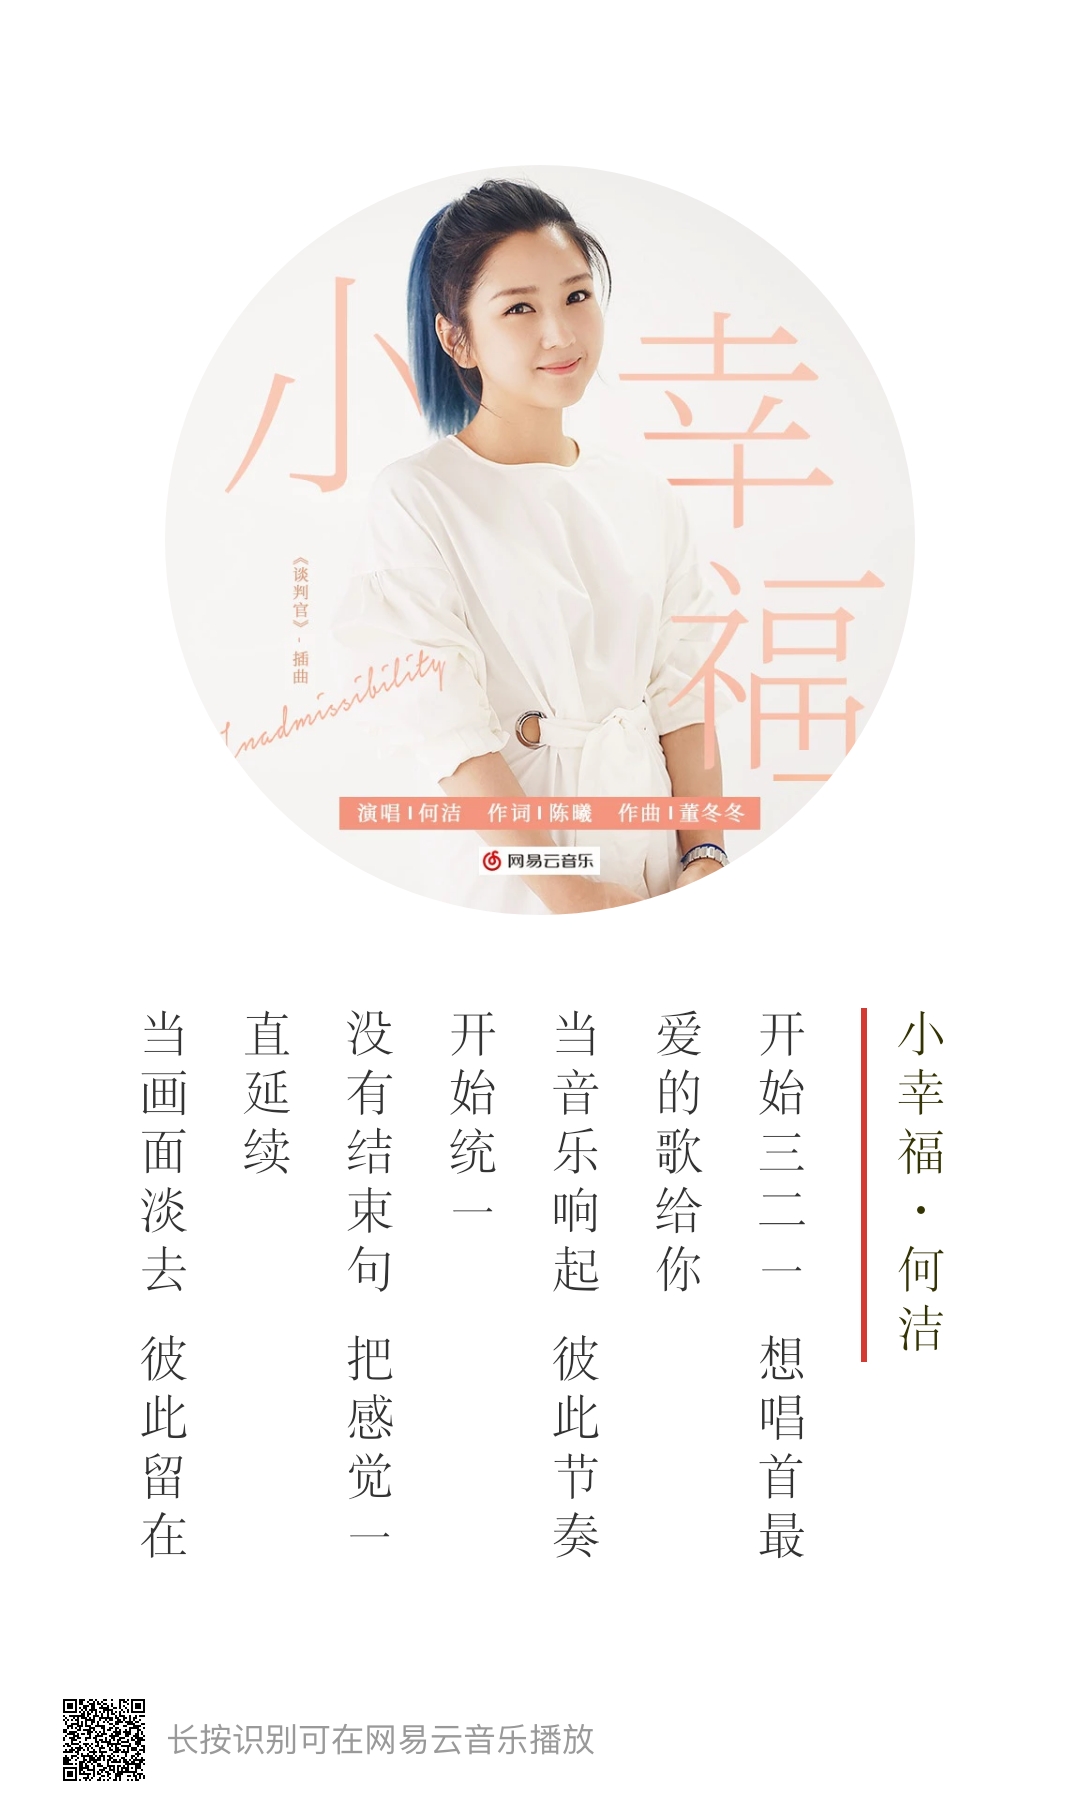 小幸福
《谈判官》-插曲
Inadmissibility
演唱 | 何洁 作词 | 陈曦 作曲 | 董冬冬
网易云音乐
小幸福·何洁
开始三二一 想唱首最
爱的歌给你
当音乐响起 彼此节奏
开始统一
没有结束句 把感觉一
直延续
当画面淡去 彼此留在
长按识别可在网易云音乐播放